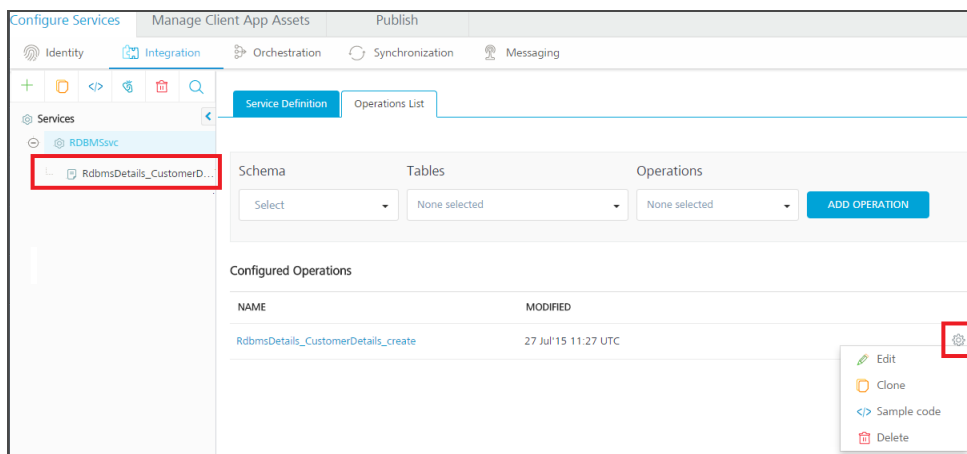 Configure Services Manage Client App Assets Publish
Identity Integration Orchestration Synchronization Messaging
</>
Service Definition Operations List
Services
RDBMSsvc
RdbmsDetails_CustomerD...
Schema Tables Operations
Select None selected None selected ADD OPERATION
Configured Operations
NAME MODIFIED
RdbmsDetails_CustomerDetails_create 27 Jul'15 11:27 UTC
Edit
Clone
</> Sample code
Delete